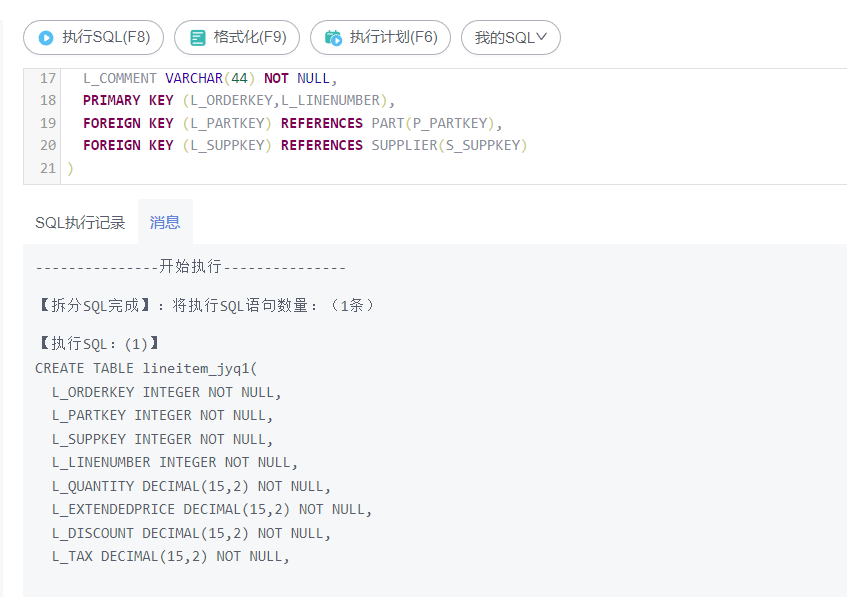 执行SQL(F8) 格式化(F9) 执行计划(F6) 我的SQL
17 L_COMMENT VARCHAR(44) NOT NULL,
18 PRIMARY KEY (L_ORDERKEY,L_LINENUMBER),
19 FOREIGN KEY (L_PARTKEY) REFERENCES PART(P_PARTKEY),
20 FOREIGN KEY (L_SUPPKEY) REFERENCES SUPPLIER(S_SUPPKEY)
21 )
SQL执行记录 消息
---------------开始执行---------------
【拆分SQL完成】:将执行SQL语句数量:(1条)
【执行SQL:(1)】
CREATE TABLE lineitem_jyq1(
L_ORDERKEY INTEGER NOT NULL,
L_PARTKEY INTEGER NOT NULL,
L_SUPPKEY INTEGER NOT NULL,
L_LINENUMBER INTEGER NOT NULL,
L_QUANTITY DECIMAL(15,2) NOT NULL,
L_EXTENDEDPRICE DECIMAL(15,2) NOT NULL,
L_DISCOUNT DECIMAL(15,2) NOT NULL,
L_TAX DECIMAL(15,2) NOT NULL,